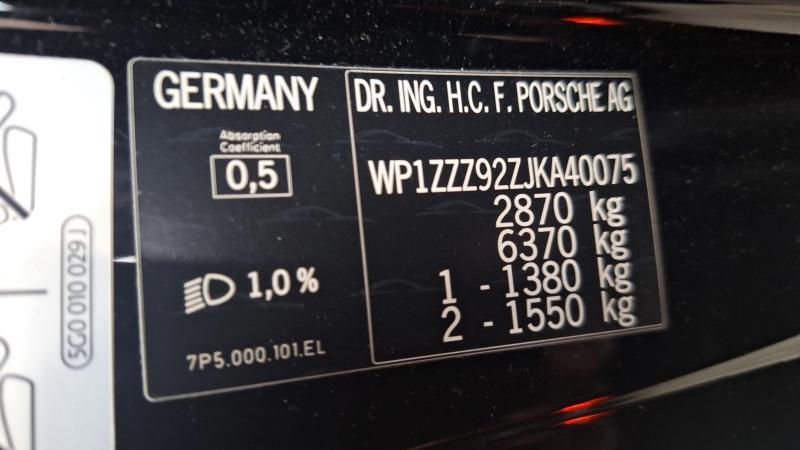 GERMANY
Absorption
Coefficient
0,5
1,0 %
7P5.000.101.EL
DR. ING. H.C. F. PORSCHE AG
WP1ZZZ92ZJKA40075
2870 kg
6370 kg
1 - 1380 kg
2 - 1550 kg
5G0 010 029 J